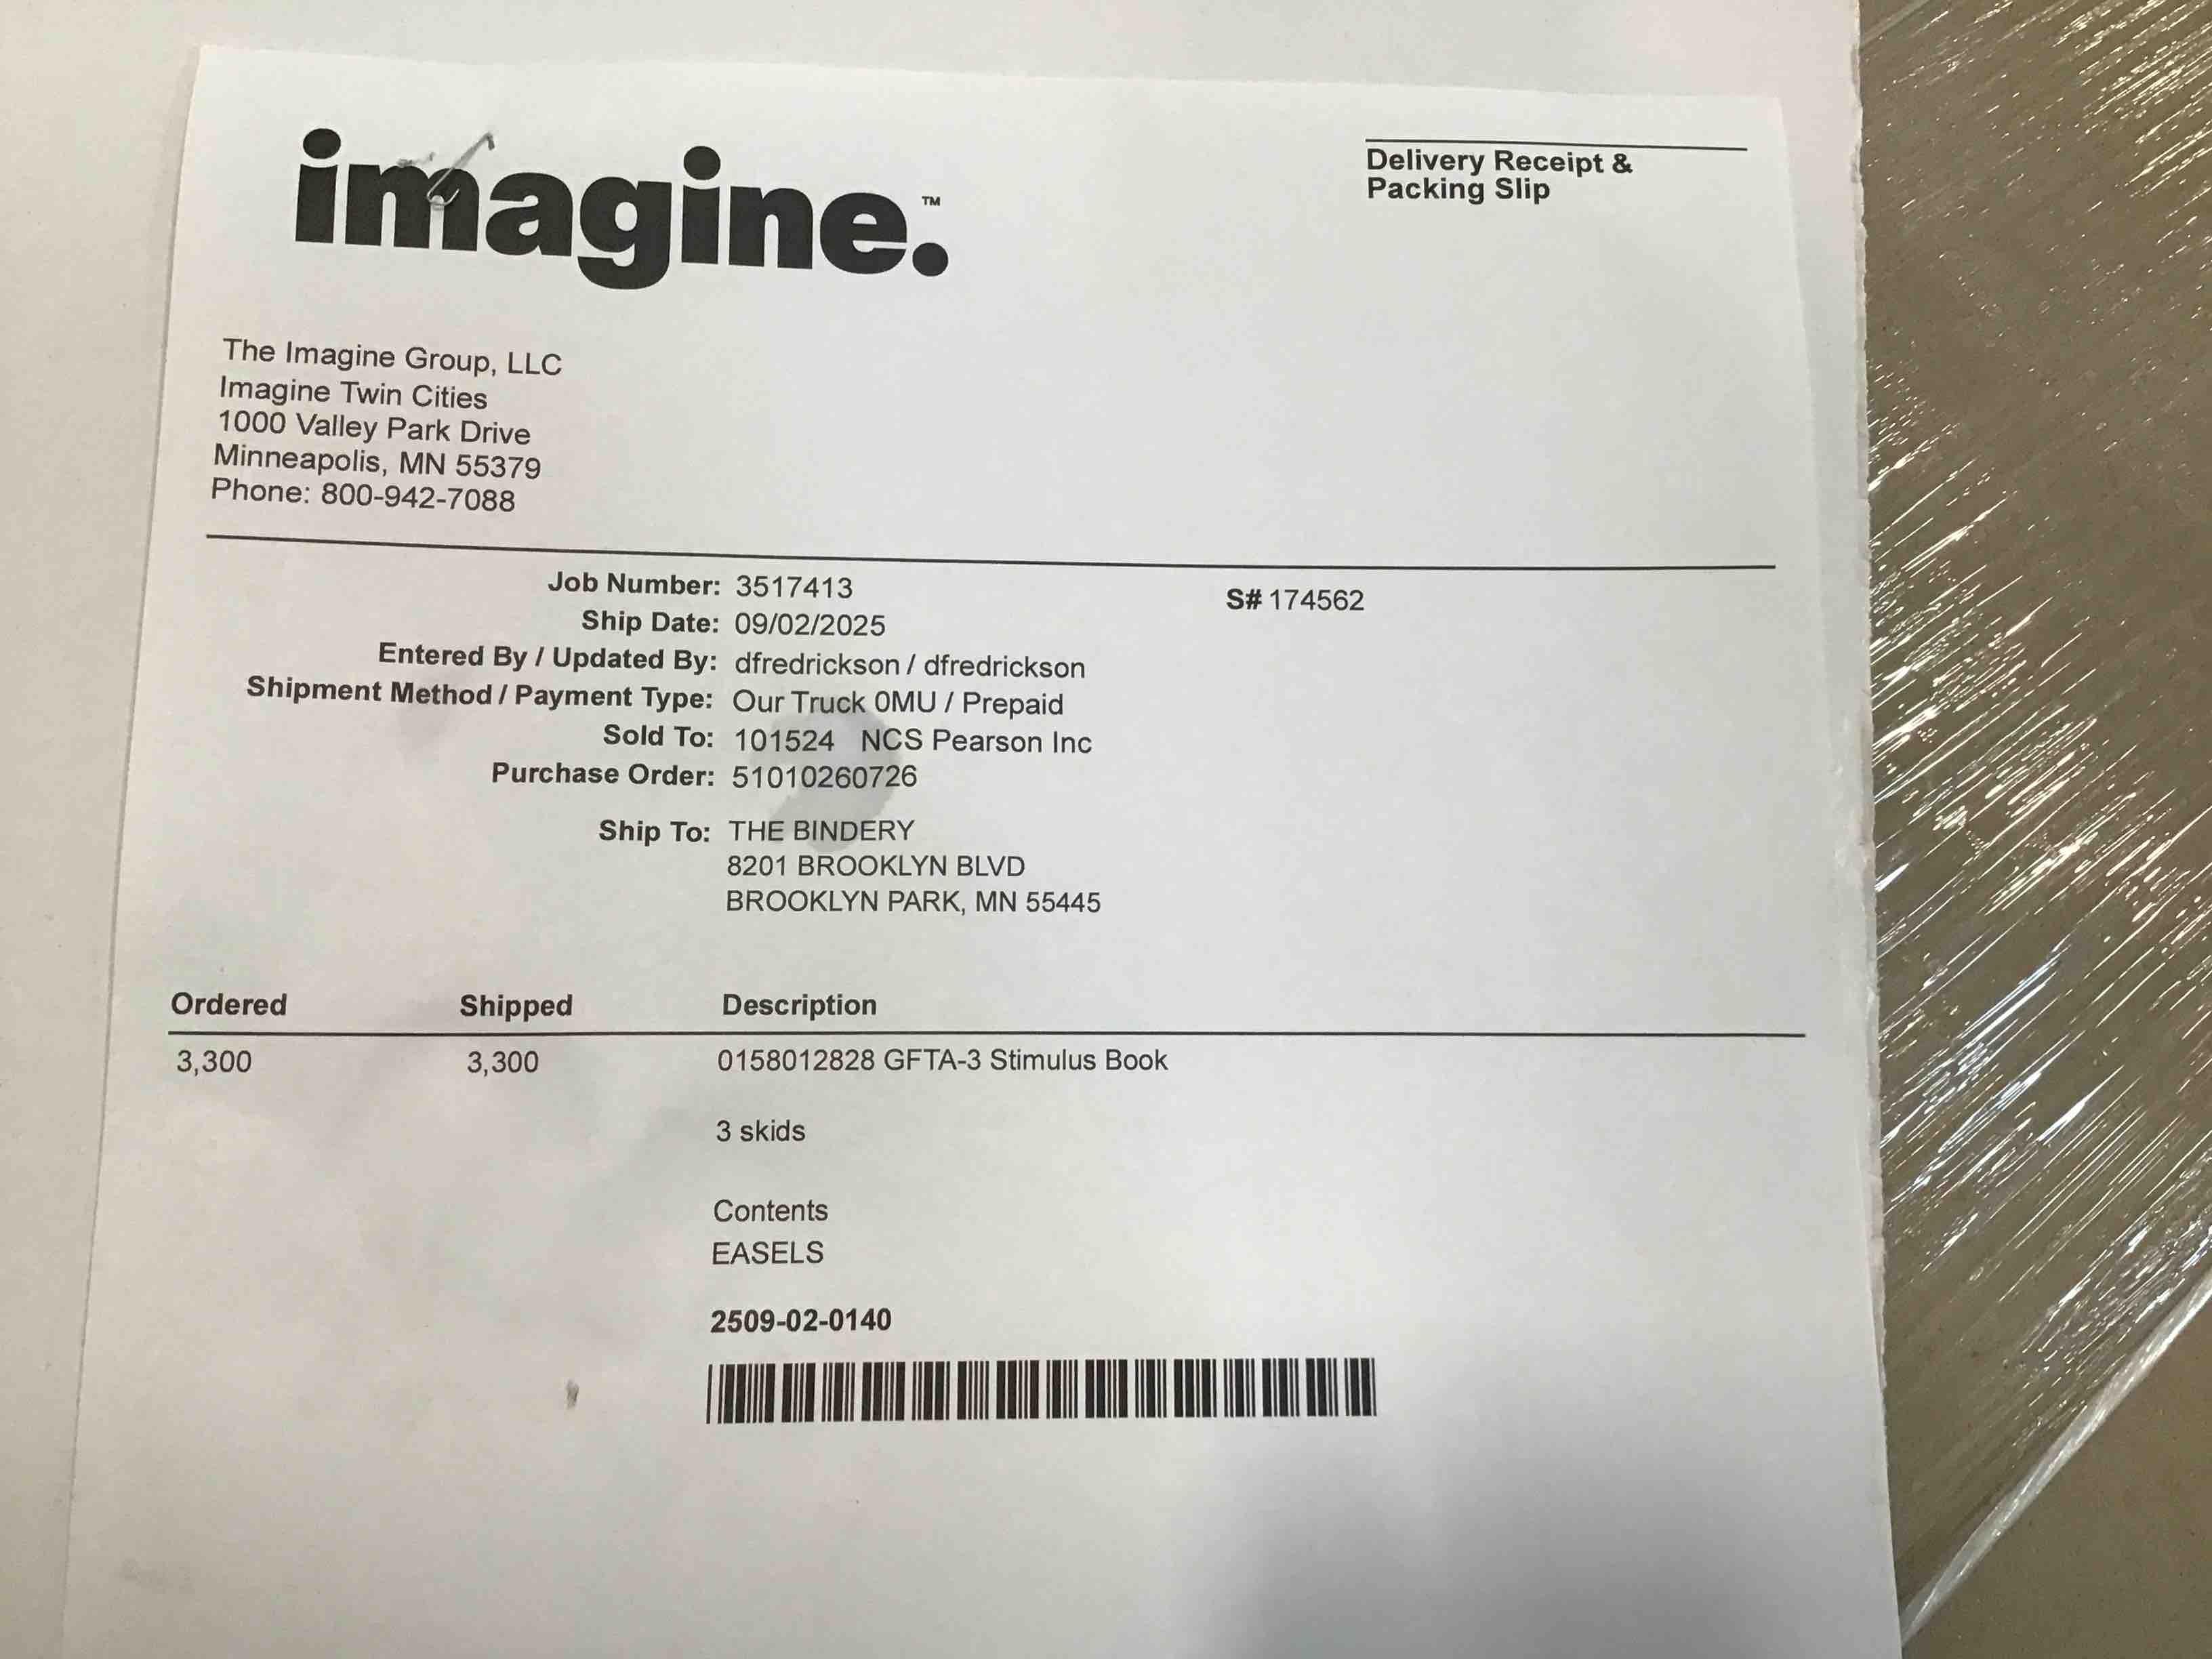 imagine.™
Delivery Receipt &
Packing Slip
The Imagine Group, LLC
Imagine Twin Cities
1000 Valley Park Drive
Minneapolis, MN 55379
Phone: 800-942-7088
Job Number: 3517413
S# 174562
Ship Date: 09/02/2025
Entered By / Updated By: dfredrickson / dfredrickson
Shipment Method / Payment Type: Our Truck 0MU / Prepaid
Sold To: 101524 NCS Pearson Inc
Purchase Order: 51010260726
Ship To: THE BINDERY
8201 BROOKLYN BLVD
BROOKLYN PARK, MN 55445
Ordered Shipped Description
3,300 3,300 0158012828 GFTA-3 Stimulus Book
3 skids
Contents
EASELS
2509-02-0140